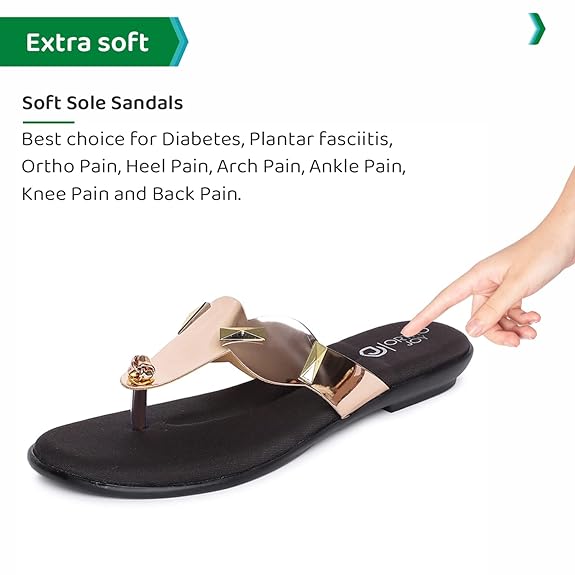 Extra soft
Soft Sole Sandals
Best choice for Diabetes, Plantar fasciitis,
Ortho Pain, Heel Pain, Arch Pain, Ankle Pain,
Knee Pain and Back Pain.
JOY